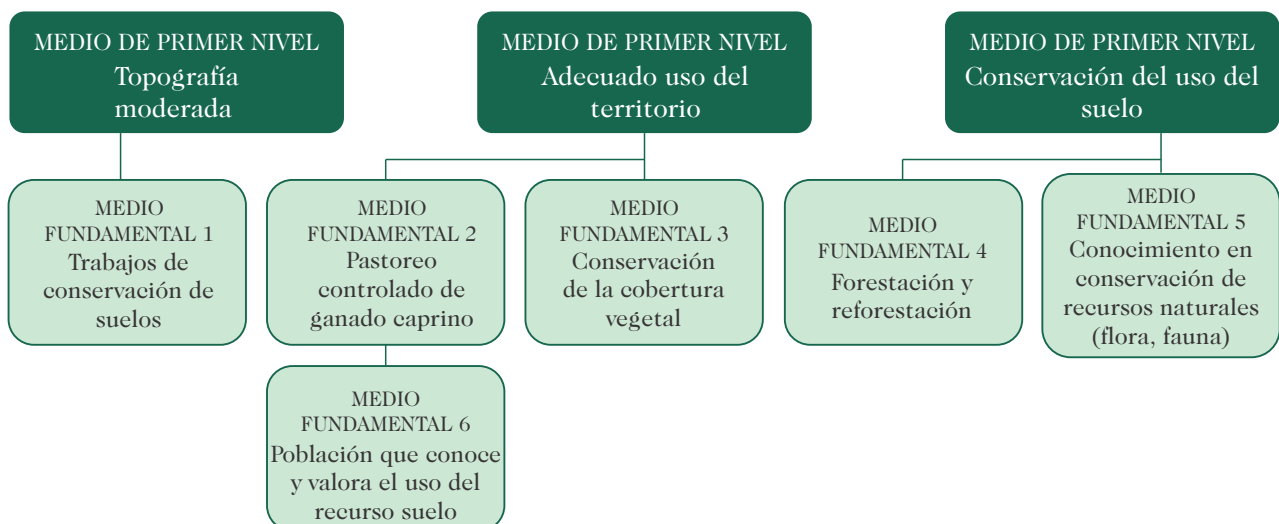 MEDIO DE PRIMER NIVEL
Topografía
moderada
MEDIO DE PRIMER NIVEL
Adecuado uso del
territorio
MEDIO DE PRIMER NIVEL
Conservación del uso del
suelo
MEDIO
FUNDAMENTAL 1
Trabajos de
conservación de
suelos
MEDIO
FUNDAMENTAL 2
Pastoreo
controlado de
ganado caprino
MEDIO
FUNDAMENTAL 3
Conservación
de la cobertura
vegetal
MEDIO
FUNDAMENTAL 4
Forestación y
reforestación
MEDIO
FUNDAMENTAL 5
Conocimiento en
conservación de
recursos naturales
(flora, fauna)
MEDIO
FUNDAMENTAL 6
Población que conoce
y valora el uso del
recurso suelo